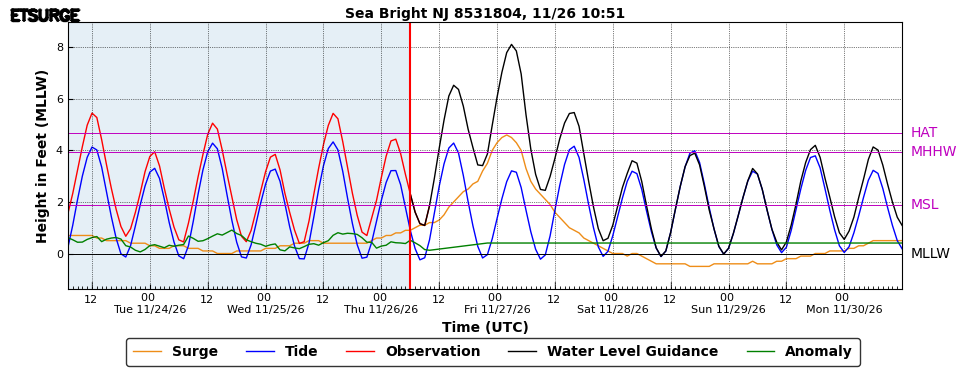 ETSURGE
Sea Bright NJ 8531804, 11/26 10:51
Height in Feet (MLLW)
8
6
4
2
0
HAT
MHHW
MSL
MLLW
12 00 12 00 12 00 12 00 12 00 12 00 12 00
Tue 11/24/26 Wed 11/25/26 Thu 11/26/26 Fri 11/27/26 Sat 11/28/26 Sun 11/29/26 Mon 11/30/26
Time (UTC)
Surge Tide Observation Water Level Guidance Anomaly